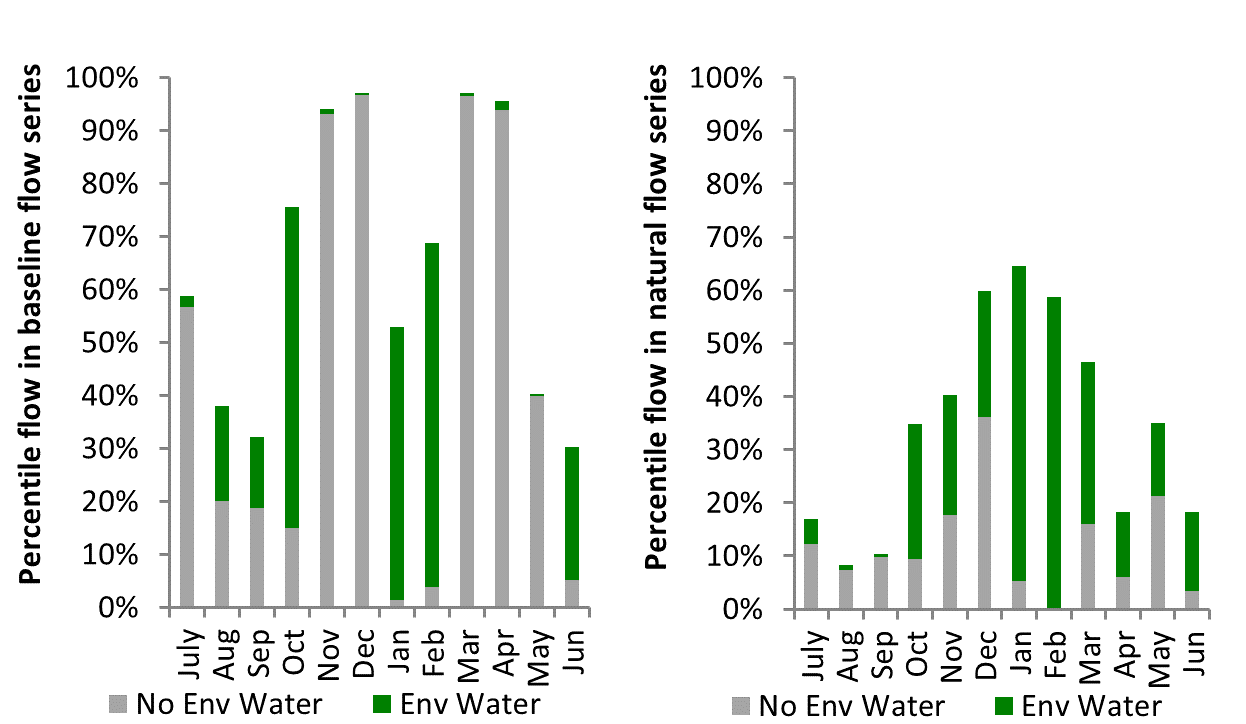 Percentile flow in baseline flow series
100%
90%
80%
70%
60%
50%
40%
30%
20%
10%
0%
July
Aug
Sep
Oct
Nov
Dec
Jan
Feb
Mar
Apr
May
Jun
No Env Water
Env Water
Percentile flow in natural flow series
100%
90%
80%
70%
60%
50%
40%
30%
20%
10%
0%
July
Aug
Sep
Oct
Nov
Dec
Jan
Feb
Mar
Apr
May
Jun
No Env Water
Env Water